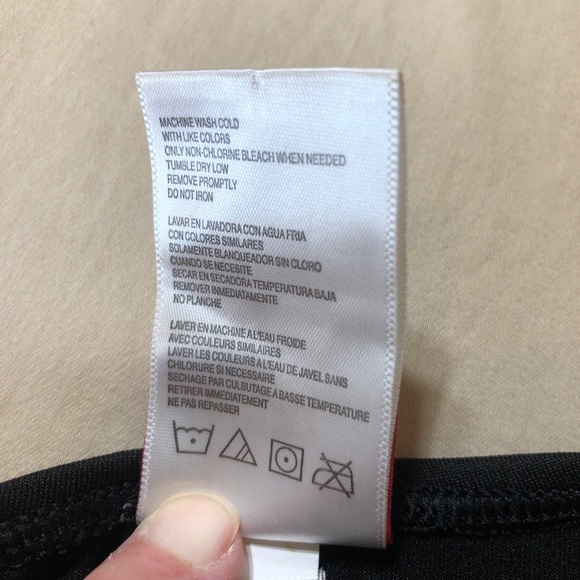 MACHINE WASH COLD
WITH LIKE COLORS
ONLY NON-CHLORINE BLEACH WHEN NEEDED
TUMBLE DRY LOW
REMOVE PROMPTLY
DO NOT IRON
LAVAR EN LAVADORA CON AGUA FRIA
CON COLORES SIMILARES
SOLAMENTE BLANQUEADOR SIN CLORO
CUANDO SE NECESITE
SECAR EN SECADORA TEMPERATURA BAJA
REMOVER INMEDIATAMENTE
NO PLANCHE
LAVER EN MACHINE A L'EAU FROIDE
AVEC COULEURS SIMILAIRES
LAVER LES COULEURS A L'EAU DE JAVEL SANS
CHILORURE SI NECESSAIRE
SECHAGE PAR CULBUTAGE A BASSE TEMPERATURE
RETIRER IMMEDIATEMENT
NE PAS REPASSER